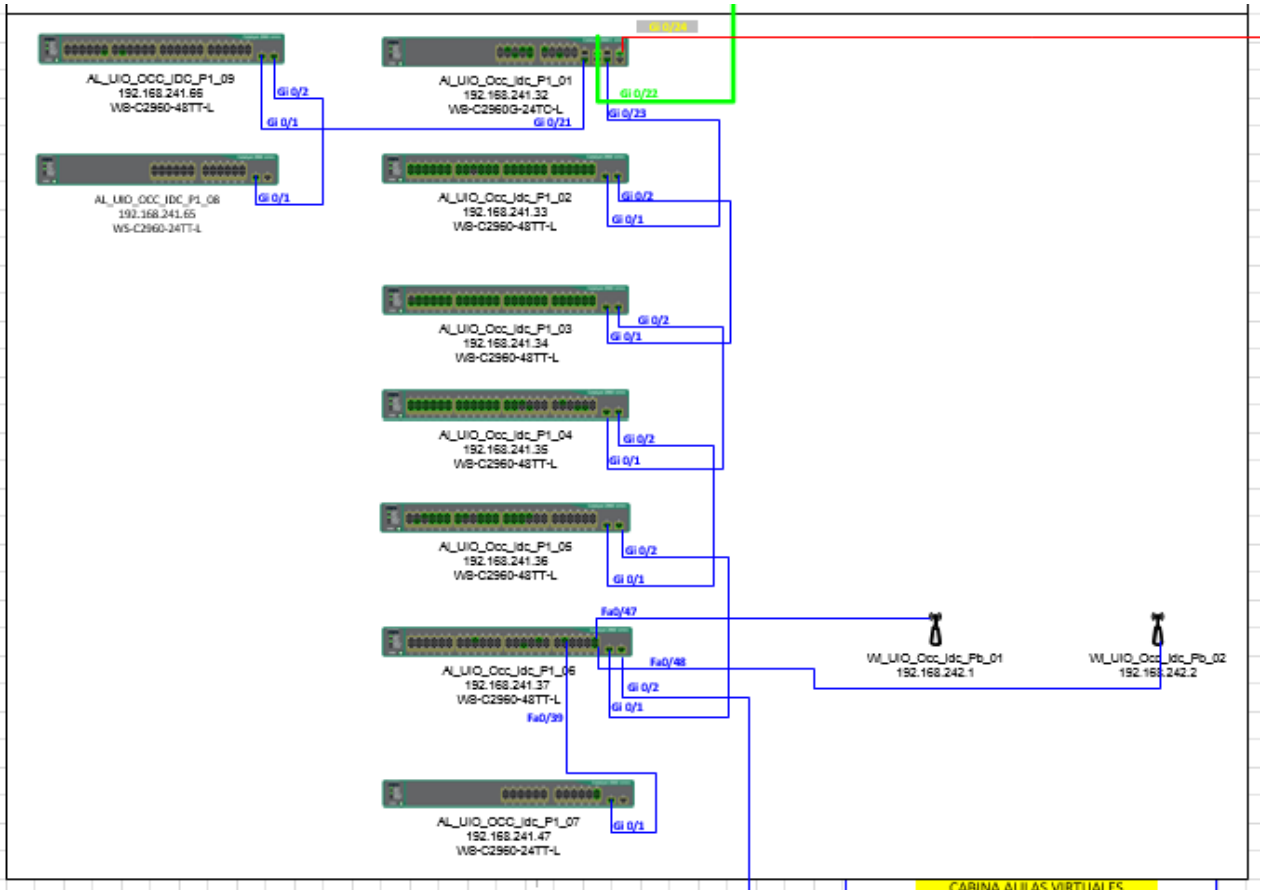 Gi 0/24
AL_UIO_OCC_IDC_P1_09
192.168.241.66
WS-C2960-48TT-L
Gi 0/2
Gi 0/1
Gi 0/21
AL_UIO_Occ_Idc_P1_01
192.168.241.32
WS-C2960G-24TC-L
Gi 0/22
Gi 0/23
AL_UIO_OCC_IDC_P1_08
192.168.241.65
WS-C2960-24TT-L
Gi 0/1
AL_UIO_Occ_Idc_P1_02
192.168.241.33
WS-C2960-48TT-L
Gi 0/2
Gi 0/1
AL_UIO_Occ_Idc_P1_03
192.168.241.34
WS-C2960-48TT-L
Gi 0/2
Gi 0/1
AL_UIO_Occ_Idc_P1_04
192.168.241.35
WS-C2960-48TT-L
Gi 0/2
Gi 0/1
AL_UIO_Occ_Idc_P1_05
192.168.241.36
WS-C2960-48TT-L
Gi 0/2
Gi 0/1
Fa0/47
AL_UIO_Occ_Idc_P1_06
192.168.241.37
WS-C2960-48TT-L
Fa0/48
Gi 0/2
Gi 0/1
Fa0/39
WI_UIO_Occ_Idc_Pb_01
192.168.242.1
WI_UIO_Occ_Idc_Pb_02
192.168.242.2
AL_UIO_OCC_Idc_P1_07
192.168.241.47
WS-C2960-24TT-L
Gi 0/1
CABINA AULAS VIRTUALES